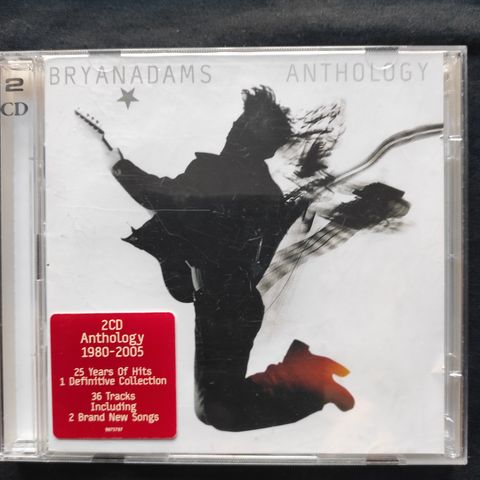 2
CD
BRYANADAMS ANTHOLOGY
2CD
Anthology
1980-2005
25 Years Of Hits
1 Definitive Collection
36 Tracks
Including
2 Brand New Songs